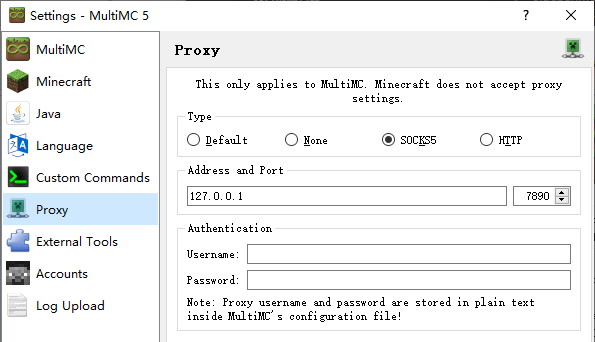 Settings - MultiMC 5
MultiMC
Minecraft
Java
Language
Custom Commands
Proxy
External Tools
Accounts
Log Upload
Proxy
This only applies to MultiMC. Minecraft does not accept proxy
settings.
Type
Default
None
SOCKS5
HTTP
Address and Port
127.0.0.1
7890
Authentication
Username:
Password:
Note: Proxy username and password are stored in plain text
inside MultiMC's configuration file!